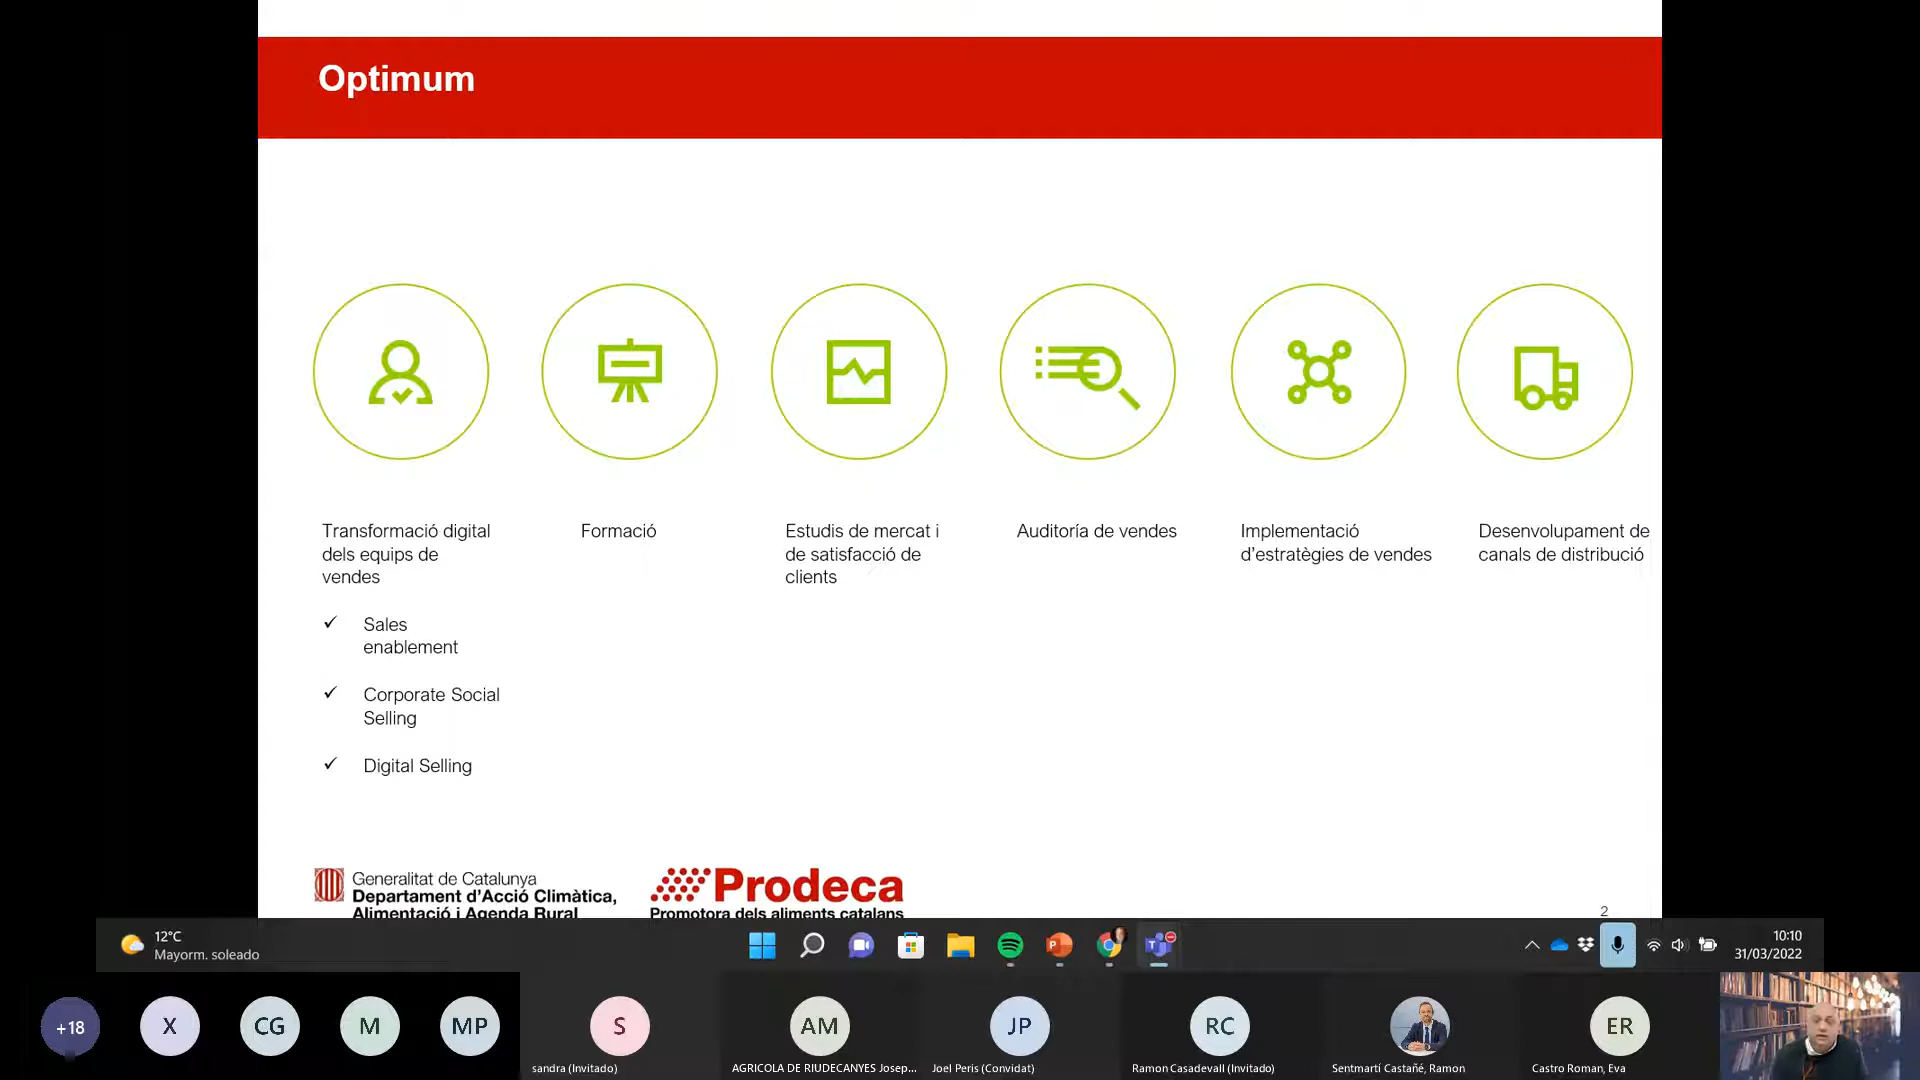 Optimum
Transformació digital
dels equips de
vendes
Sales
enablement
Corporate Social
Selling
Digital Selling
Formació
Estudis de mercat i
de satisfacció de
clients
Auditoría de vendes
Implementació
d'estratègies de vendes
Desenvolupament de
canals de distribució
Generalitat de Catalunya
Departament d'Acció Climàtica,
Alimentació i Agenda Rural
Prodeca
Promotora dels aliments catalans
2
12°C
Mayorm. soleado
10:10
31/03/2022
+18
X
CG
M
MP
S
AM
JP
RC
ER
sandra (Invitado)
AGRICOLA DE RIUDECANYES Josep...
Joel Peris (Convidat)
Ramon Casadevall (Invitado)
Sentmartí Castañé, Ramon
Castro Roman, Eva